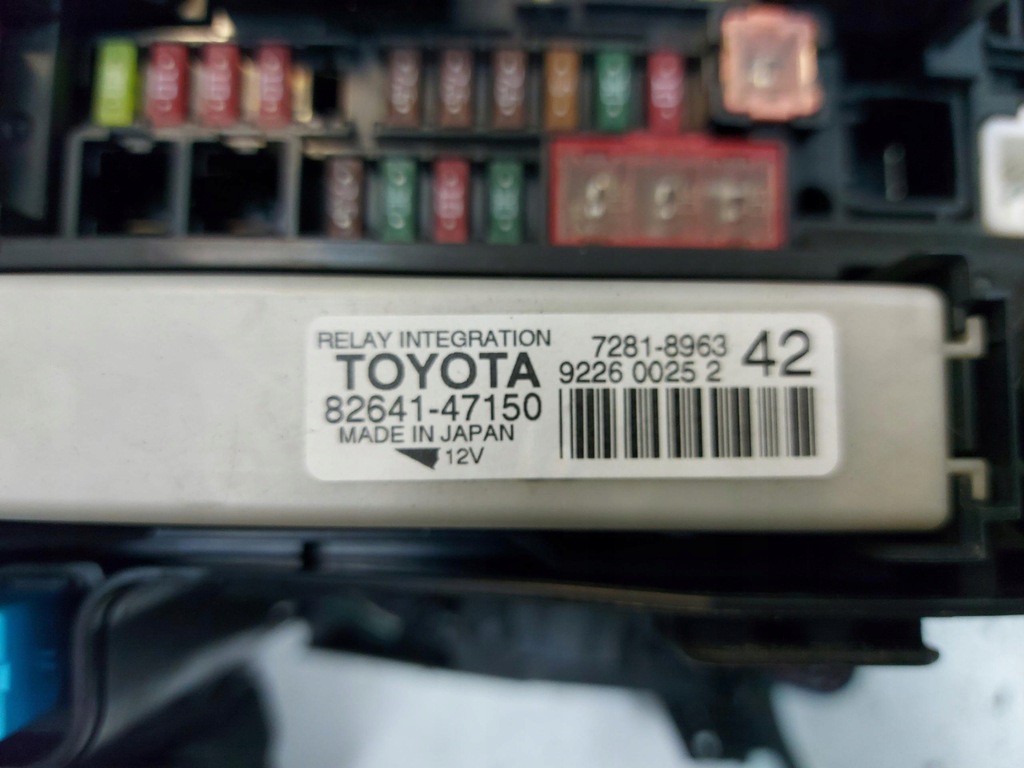 RELAY INTEGRATION
TOYOTA
82641-47150
MADE IN JAPAN
12V
7281-8963
9226 0025 2
42